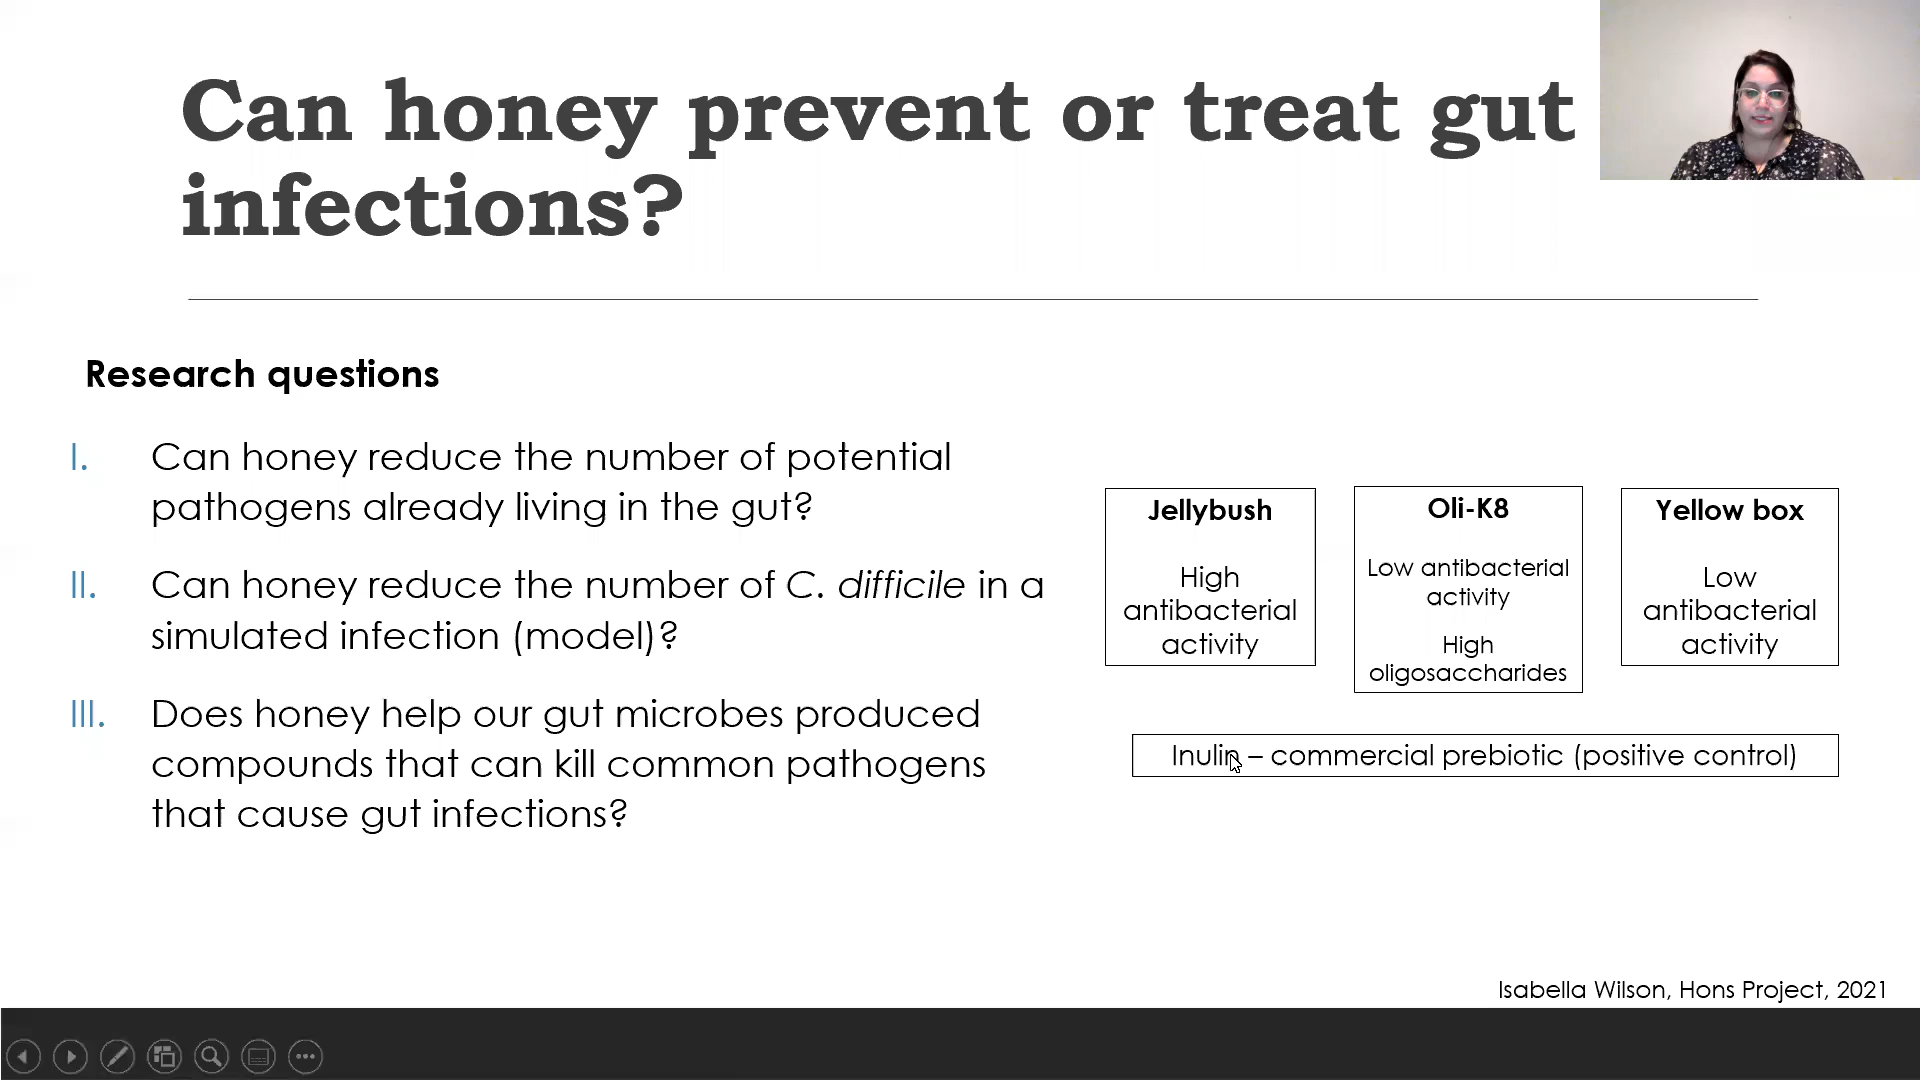 Can honey prevent or treat gut
infections?
Research questions
I. Can honey reduce the number of potential
pathogens already living in the gut?
II. Can honey reduce the number of C. difficile in a
simulated infection (model)?
III. Does honey help our gut microbes produced
compounds that can kill common pathogens
that cause gut infections?
Jellybush
High
antibacterial
activity
Oli-K8
Low antibacterial
activity
High
oligosaccharides
Yellow box
Low
antibacterial
activity
Inulin – commercial prebiotic (positive control)
Isabella Wilson, Hons Project, 2021